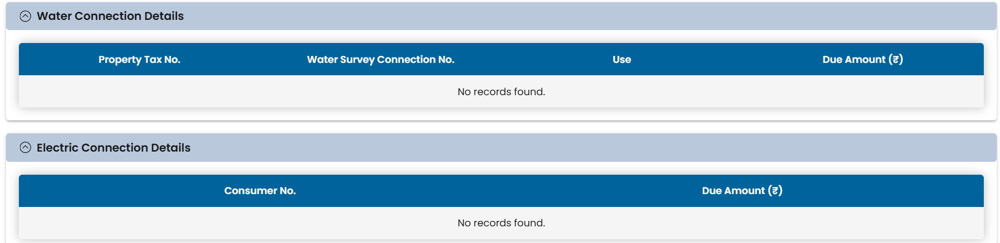 Water Connection Details
Property Tax No. Water Survey Connection No. Use Due Amount (₹)
No records found.
Electric Connection Details
Consumer No. Due Amount (₹)
No records found.